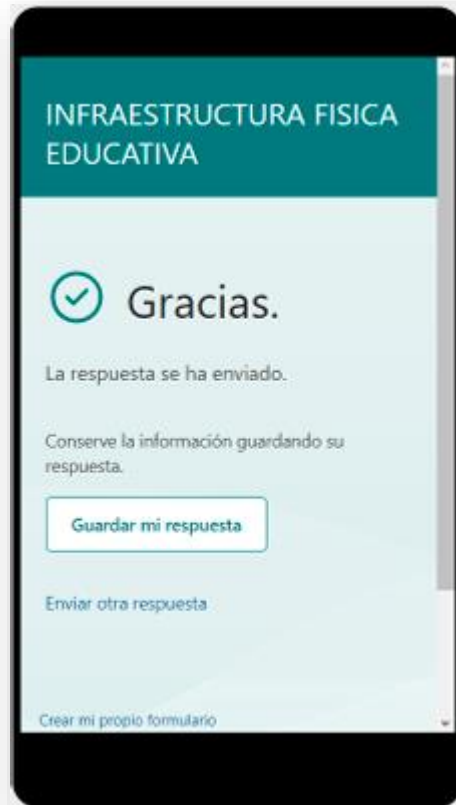 INFRAESTRUCTURA FISICA
EDUCATIVA
Gracias.
La respuesta se ha enviado.
Conserve la información guardando su
respuesta.
Guardar mi respuesta
Enviar otra respuesta
Crear mi propio formulario